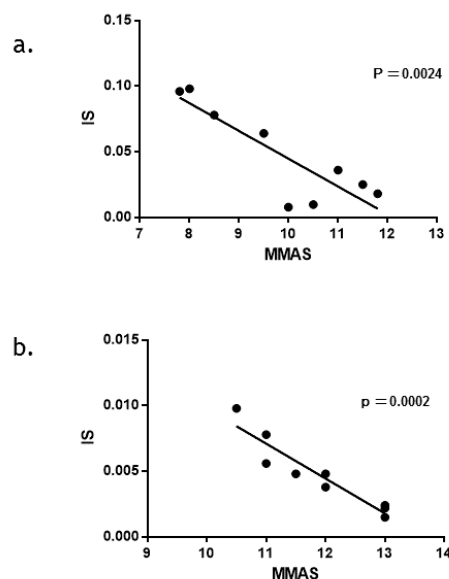 a.
P = 0.0024
0.15
0.10
0.05
0.00
IS
7 8 9 10 11 12 13
MMAS
b.
p = 0.0002
0.015
0.010
0.005
0.000
IS
9 10 11 12 13 14
MMAS